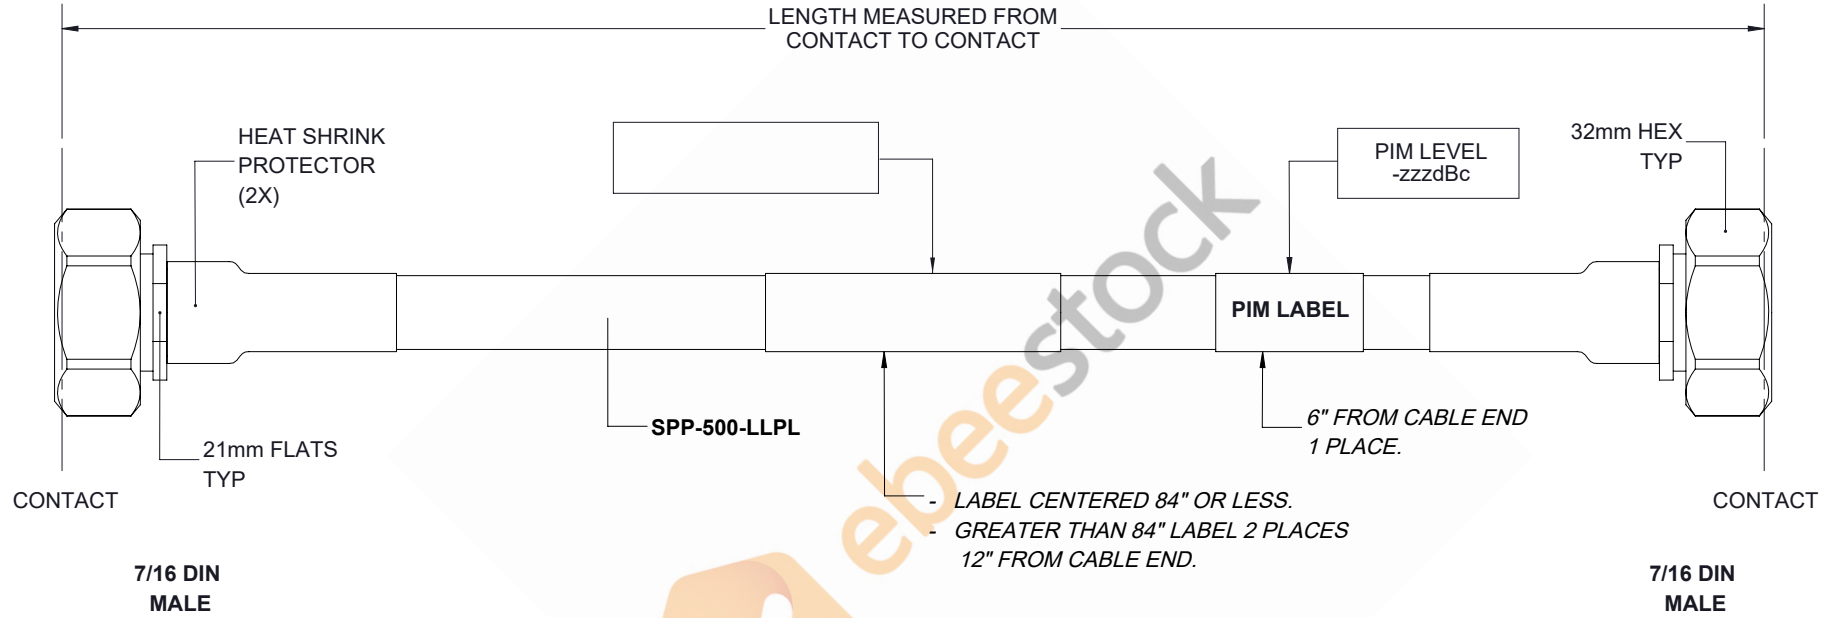 LENGTH MEASURED FROM
CONTACT TO CONTACT
HEAT SHRINK
PROTECTOR
(2X)
PIM LEVEL
-zzzdBc
32mm HEX
TYP
PIM LABEL
SPP-500-LLPL
6" FROM CABLE END
1 PLACE.
21mm FLATS
TYP
CONTACT
- LABEL CENTERED 84" OR LESS.
- GREATER THAN 84" LABEL 2 PLACES
12" FROM CABLE END.
CONTACT
7/16 DIN
MALE
7/16 DIN
MALE
ebeestock